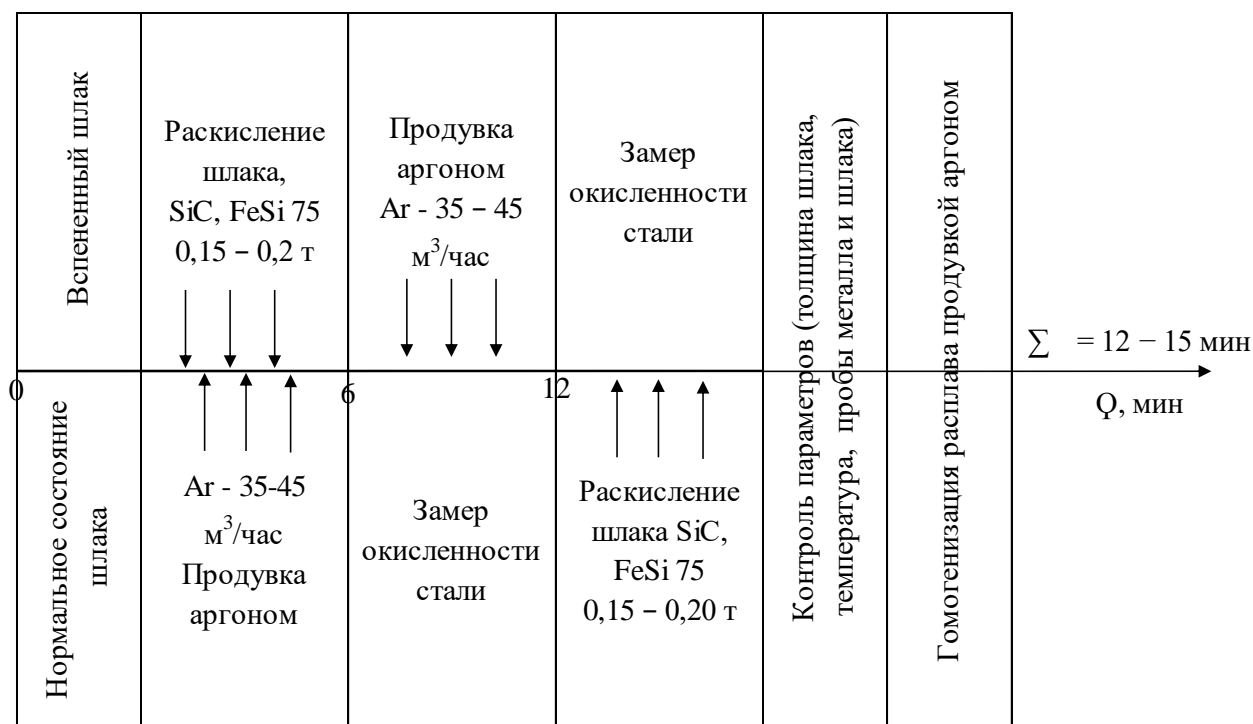 Вспененный шлак
Раскисление
шлака,
SiC, FeSi 75
0,15 – 0,2 т
Продувка
аргоном
Ar - 35 – 45
м³/час
Замер
окисленности
стали
Контроль параметров (толщина шлака,
температура, пробы металла и шлака)
Гомогенизация расплава продувкой аргоном
∑ = 12 – 15 мин
0
6
12
Ϙ, мин
Нормальное состояние
шлака
Ar - 35-45
м³/час
Продувка
аргоном
Замер
окисленности
стали
Раскисление
шлака SiC,
FeSi 75
0,15 – 0,20 т